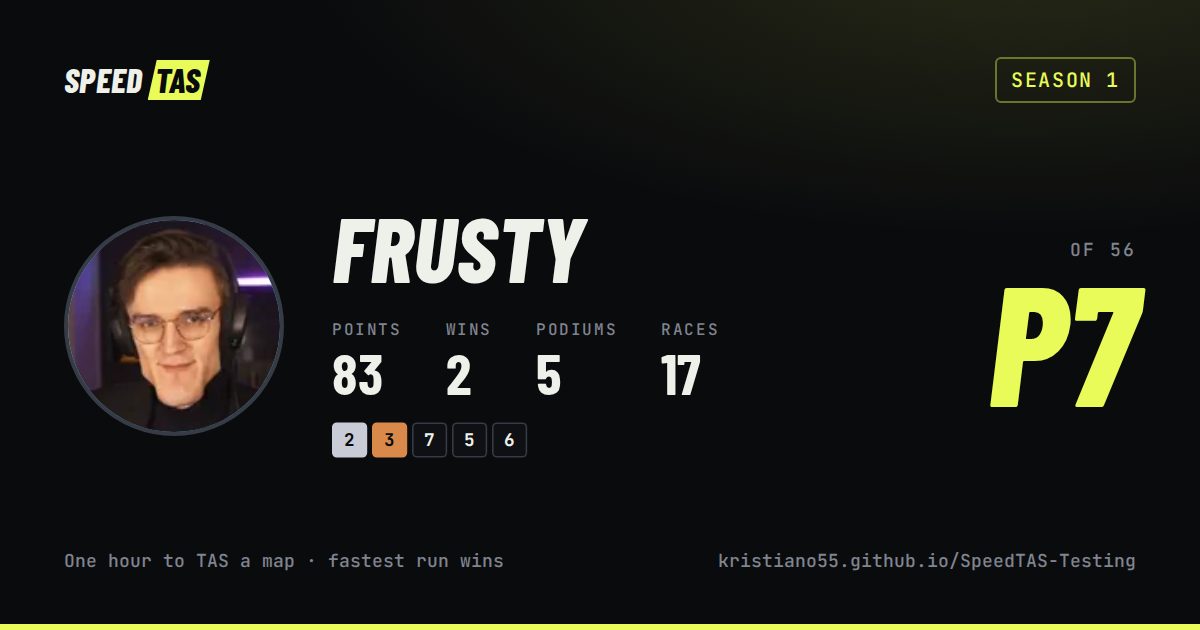 SPEED TAS
SEASON 1
FRUSTY
OF 56
P7
POINTS WINS PODIUMS RACES
83 2 5 17
2 3 7 5 6
One hour to TAS a map · fastest run wins
kristiano55.github.io/SpeedTAS-Testing